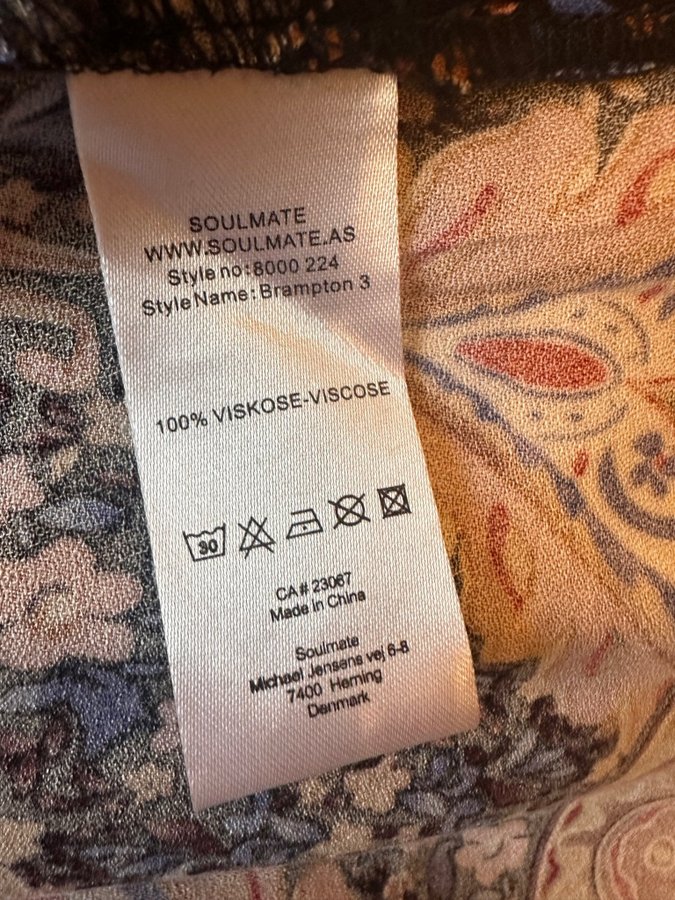 SOULMATE
WWW.SOULMATE.AS
Style no:8000 224
Style Name:Brampton 3
100% VISKOSE-VISCOSE
30
CA# 23067
Made in China
Soulmate
Michael Jensens vej 6-8
7400 Herning
Denmark